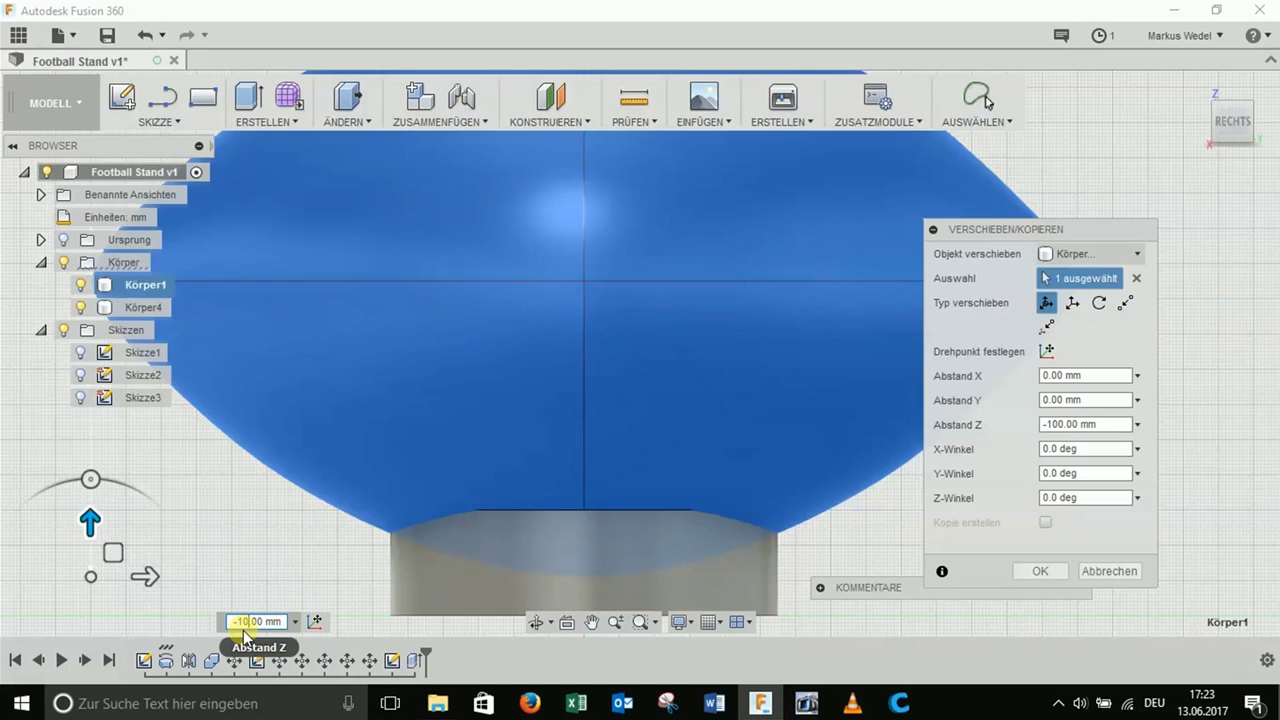 Autodesk Fusion 360
Markus Wedel
1
Football Stand v1*
MODELL
SKIZZE
ERSTELLEN
ÄNDERN
ZUSAMMENFÜGEN
KONSTRUIEREN
PRÜFEN
EINFÜGEN
ERSTELLEN
ZUSATZMODULE
AUSWÄHLEN
Z
RECHTS
X
Y
BROWSER
Football Stand v1
Benannte Ansichten
Einheiten: mm
Ursprung
Körper
Körper1
Körper4
Skizzen
Skizze1
Skizze2
Skizze3
VERSCHIEBEN/KOPIEREN
Objekt verschieben Körper...
Auswahl 1 ausgewählt
Typ verschieben
Drehpunkt festlegen
Abstand X 0.00 mm
Abstand Y 0.00 mm
Abstand Z -100.00 mm
X-Winkel 0.0 deg
Y-Winkel 0.0 deg
Z-Winkel 0.0 deg
Kopie erstellen
OK Abbrechen
KOMMENTARE
-10.00 mm
Abstand Z
Körper1
Zur Suche Text hier eingeben
DEU
17:23
13.06.2017
1